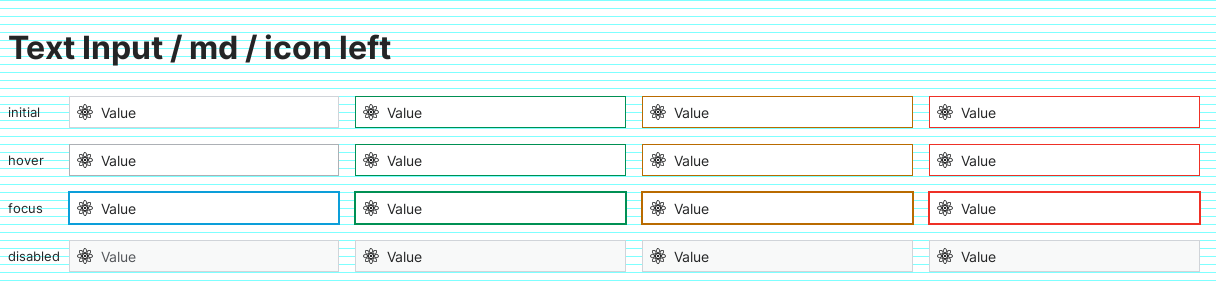 Text Input / md / icon left
initial Value Value Value Value
hover Value Value Value Value
focus Value Value Value Value
disabled Value Value Value Value